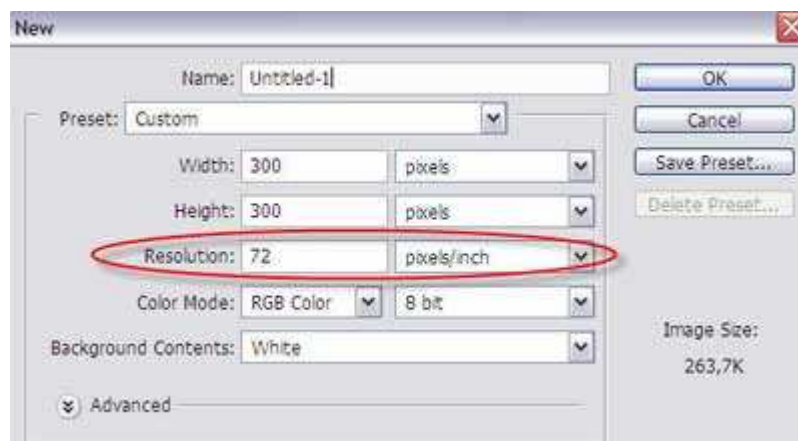 New
Name: Untitled-1
OK
Preset: Custom
Cancel
Width: 300 pixels
Save Preset...
Height: 300 pixels
Delete Preset...
Resolution: 72 pixels/inch
Color Mode: RGB Color 8 bit
Background Contents: White
Image Size:
263,7K
Advanced